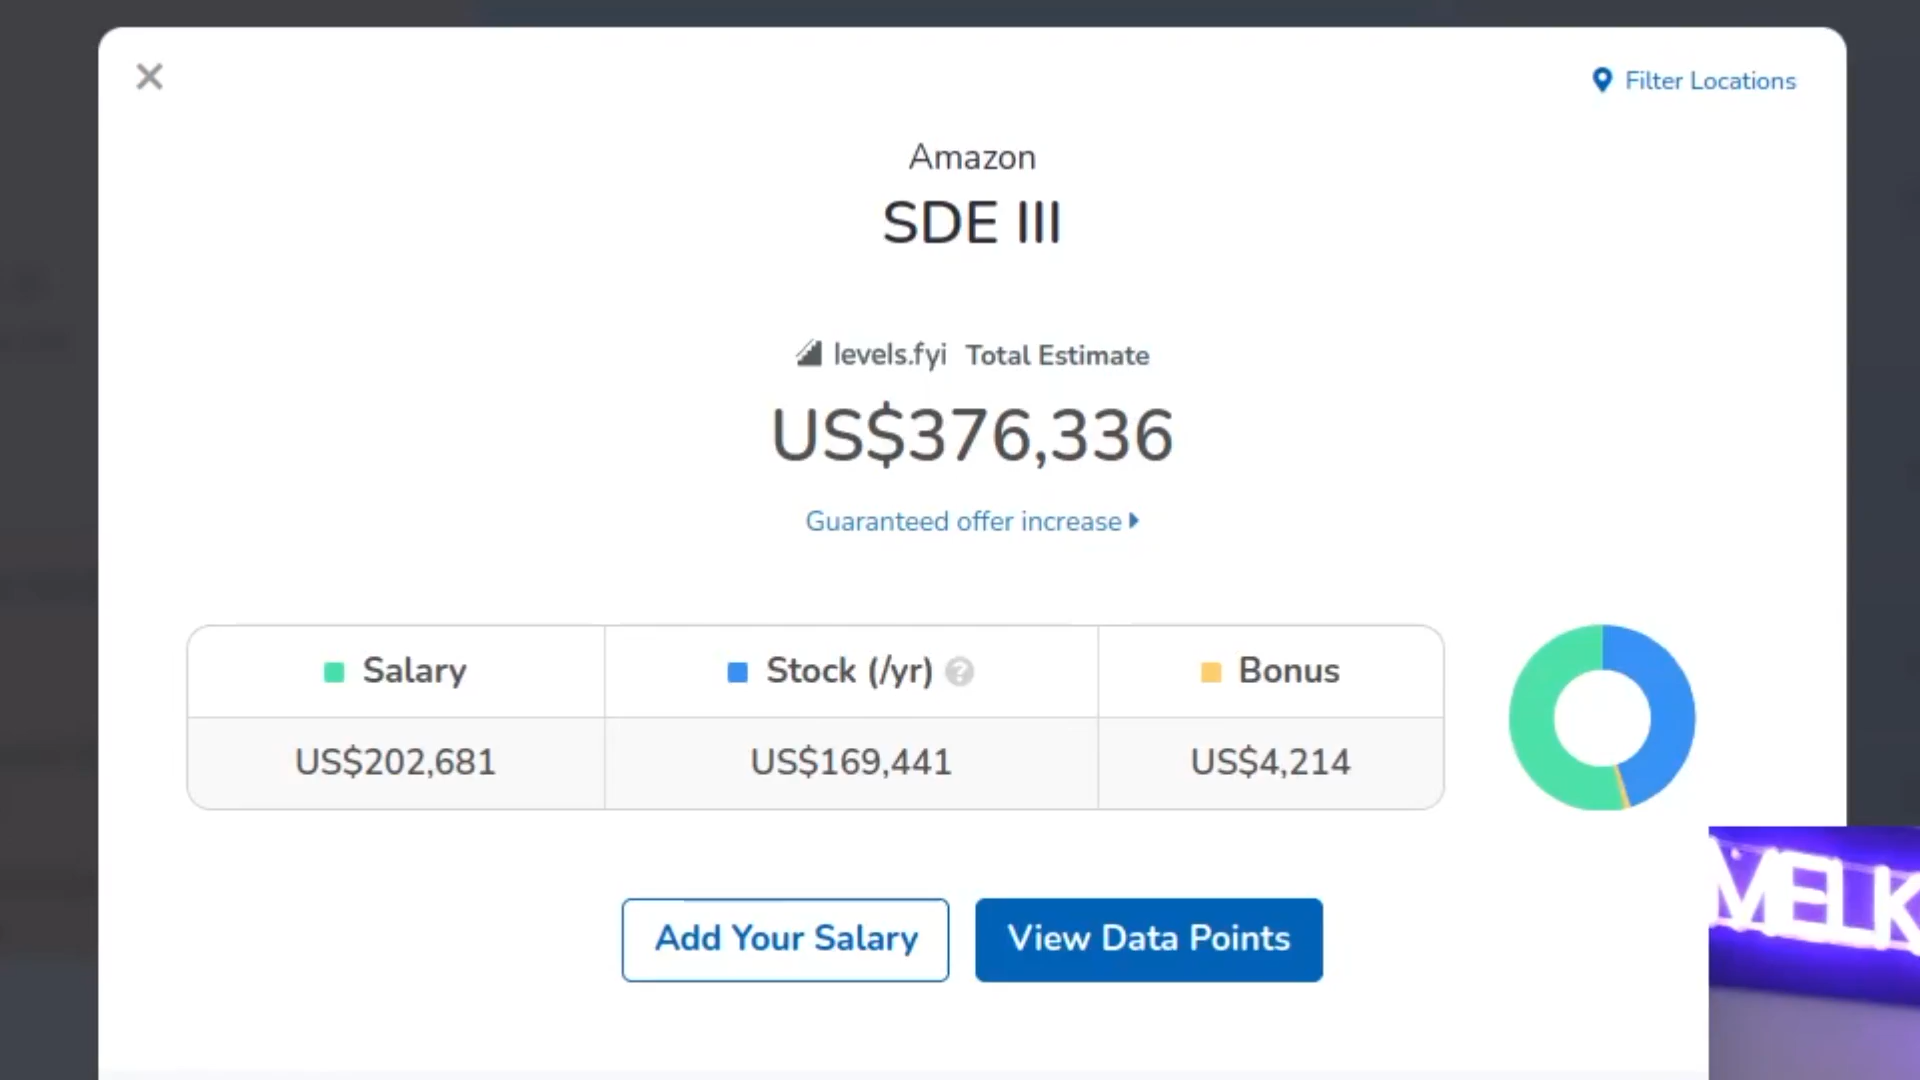 Filter Locations
Amazon
SDE III
levels.fyi Total Estimate
US$376,336
Guaranteed offer increase
Salary Stock (/yr) ? Bonus
US$202,681 US$169,441 US$4,214
Add Your Salary View Data Points
MELK